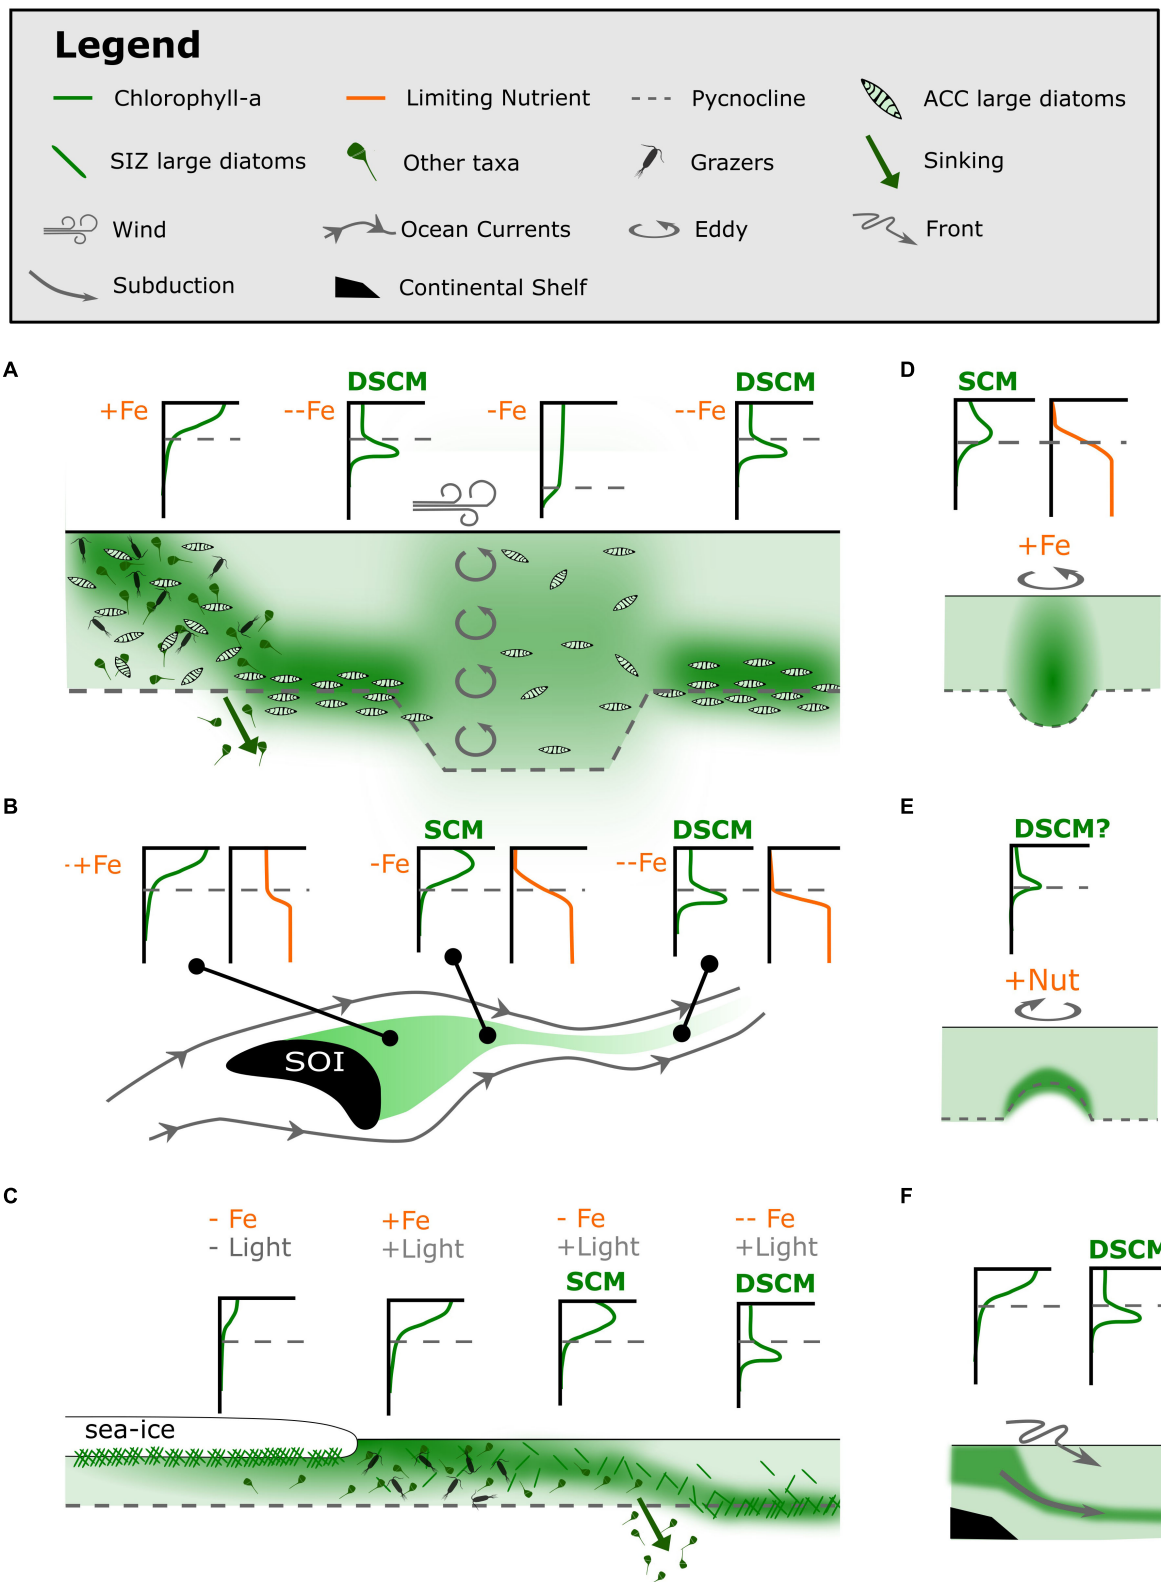 Legend
Chlorophyll-a
Limiting Nutrient
Pycnocline
ACC large diatoms
SIZ large diatoms
Other taxa
Grazers
Sinking
Wind
Ocean Currents
Eddy
Front
Subduction
Continental Shelf
A
+Fe
DSCM
--Fe
-Fe
DSCM
--Fe
D
SCM
+Fe
B
-+Fe
SCM
-Fe
DSCM
--Fe
SOI
E
DSCM?
+Nut
C
- Fe
- Light
+Fe
+Light
- Fe
+Light
SCM
-- Fe
+Light
DSCM
sea-ice
F
DSCM